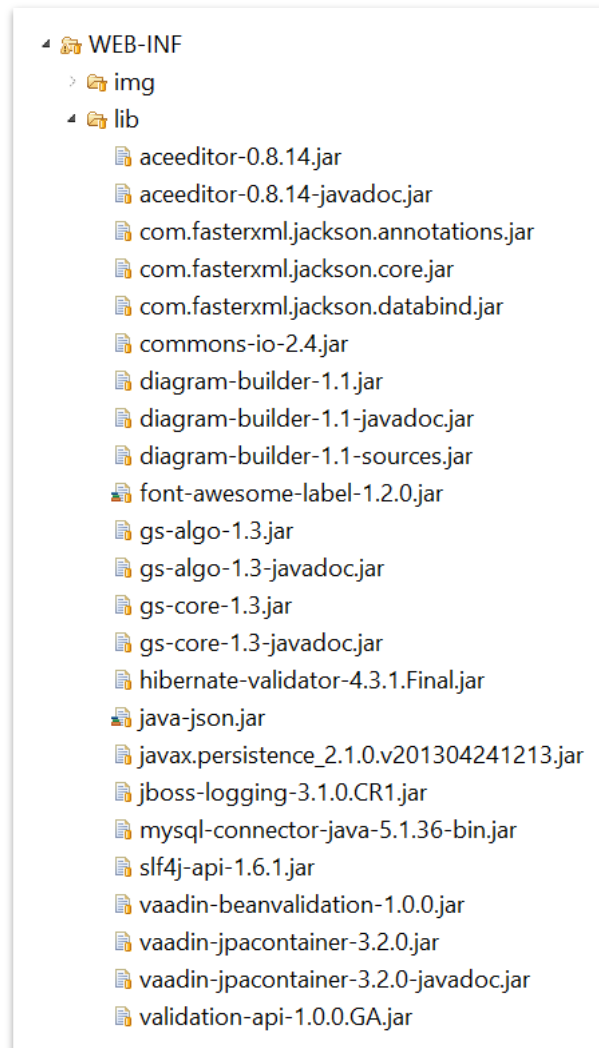 WEB-INF
img
lib
aceeditor-0.8.14.jar
aceeditor-0.8.14-javadoc.jar
com.fasterxml.jackson.annotations.jar
com.fasterxml.jackson.core.jar
com.fasterxml.jackson.databind.jar
commons-io-2.4.jar
diagram-builder-1.1.jar
diagram-builder-1.1-javadoc.jar
diagram-builder-1.1-sources.jar
font-awesome-label-1.2.0.jar
gs-algo-1.3.jar
gs-algo-1.3-javadoc.jar
gs-core-1.3.jar
gs-core-1.3-javadoc.jar
hibernate-validator-4.3.1.Final.jar
java-json.jar
javax.persistence_2.1.0.v201304241213.jar
jboss-logging-3.1.0.CR1.jar
mysql-connector-java-5.1.36-bin.jar
slf4j-api-1.6.1.jar
vaadin-beanvalidation-1.0.0.jar
vaadin-jpacontainer-3.2.0.jar
vaadin-jpacontainer-3.2.0-javadoc.jar
validation-api-1.0.0.GA.jar